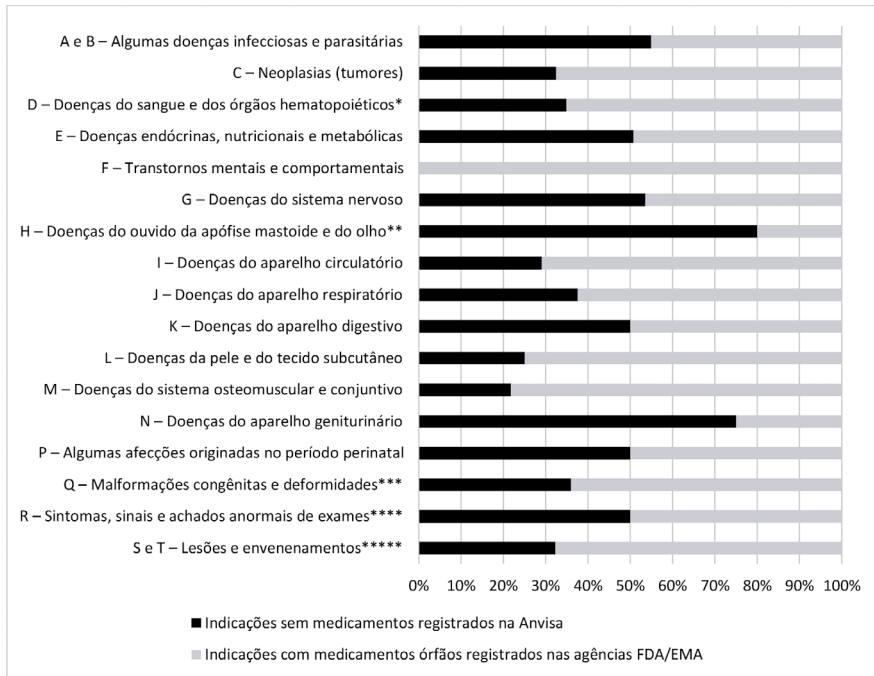 A e B – Algumas doenças infecciosas e parasitárias
C – Neoplasias (tumores)
D – Doenças do sangue e dos órgãos hematopoiéticos*
E – Doenças endócrinas, nutricionais e metabólicas
F – Transtornos mentais e comportamentais
G – Doenças do sistema nervoso
H – Doenças do ouvido da apófise mastoide e do olho**
I – Doenças do aparelho circulatório
J – Doenças do aparelho respiratório
K – Doenças do aparelho digestivo
L – Doenças da pele e do tecido subcutâneo
M – Doenças do sistema osteomuscular e conjuntivo
N – Doenças do aparelho geniturinário
P – Algumas afecções originadas no período perinatal
Q – Malformações congênitas e deformidades***
R – Sintomas, sinais e achados anormais de exames****
S e T – Lesões e envenenamentos*****
0% 10% 20% 30% 40% 50% 60% 70% 80% 90% 100%
Indicações sem medicamentos registrados na Anvisa
Indicações com medicamentos órfãos registrados nas agências FDA/EMA